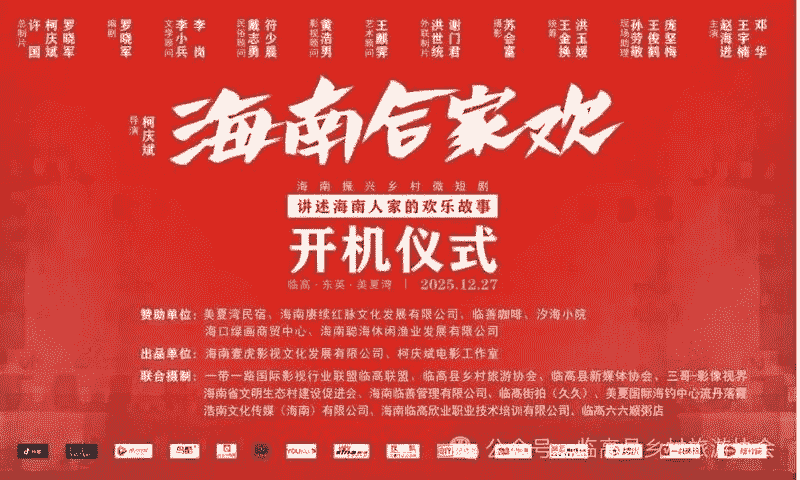 总制片
许国
柯庆斌
罗晓军
编剧
罗晓军
文学顾问
李小兵
李岗
民俗顾问
戴志勇
符少晨
影视顾问
黄浩男
艺术顾问
王麒霁
外联制片
洪世统
谢门君
摄影
苏会富
统筹
王金换
洪玉媛
现场助理
孙劳敬
王俊鹤
庞坚梅
主演
赵海进
王宇楠
邓华
导演
柯庆斌
海南合家欢
海南振兴乡村微短剧
讲述海南人家的欢乐故事
开机仪式
临高·东英·美夏湾 | 2025.12.27
赞助单位：美夏湾民宿、海南赓续红脉文化发展有限公司、临善咖啡、汐海小院
海口绿画商贸中心、海南聪海休闲渔业发展有限公司
出品单位：海南壹虎影视文化发展有限公司、柯庆斌电影工作室
联合摄制：一带一路国际影视行业联盟临高联盟、临高县乡村旅游协会、临高县新媒体协会、三哥-影像视界
海南省文明生态村建设促进会、海南临善管理有限公司、临高街拍（久久）、美夏国际海钓中心流丹落霞
浩南文化传媒（海南）有限公司、海南临高欣业职业技术培训有限公司、临高六六顺粥店
公众号·临高县乡村旅游协会